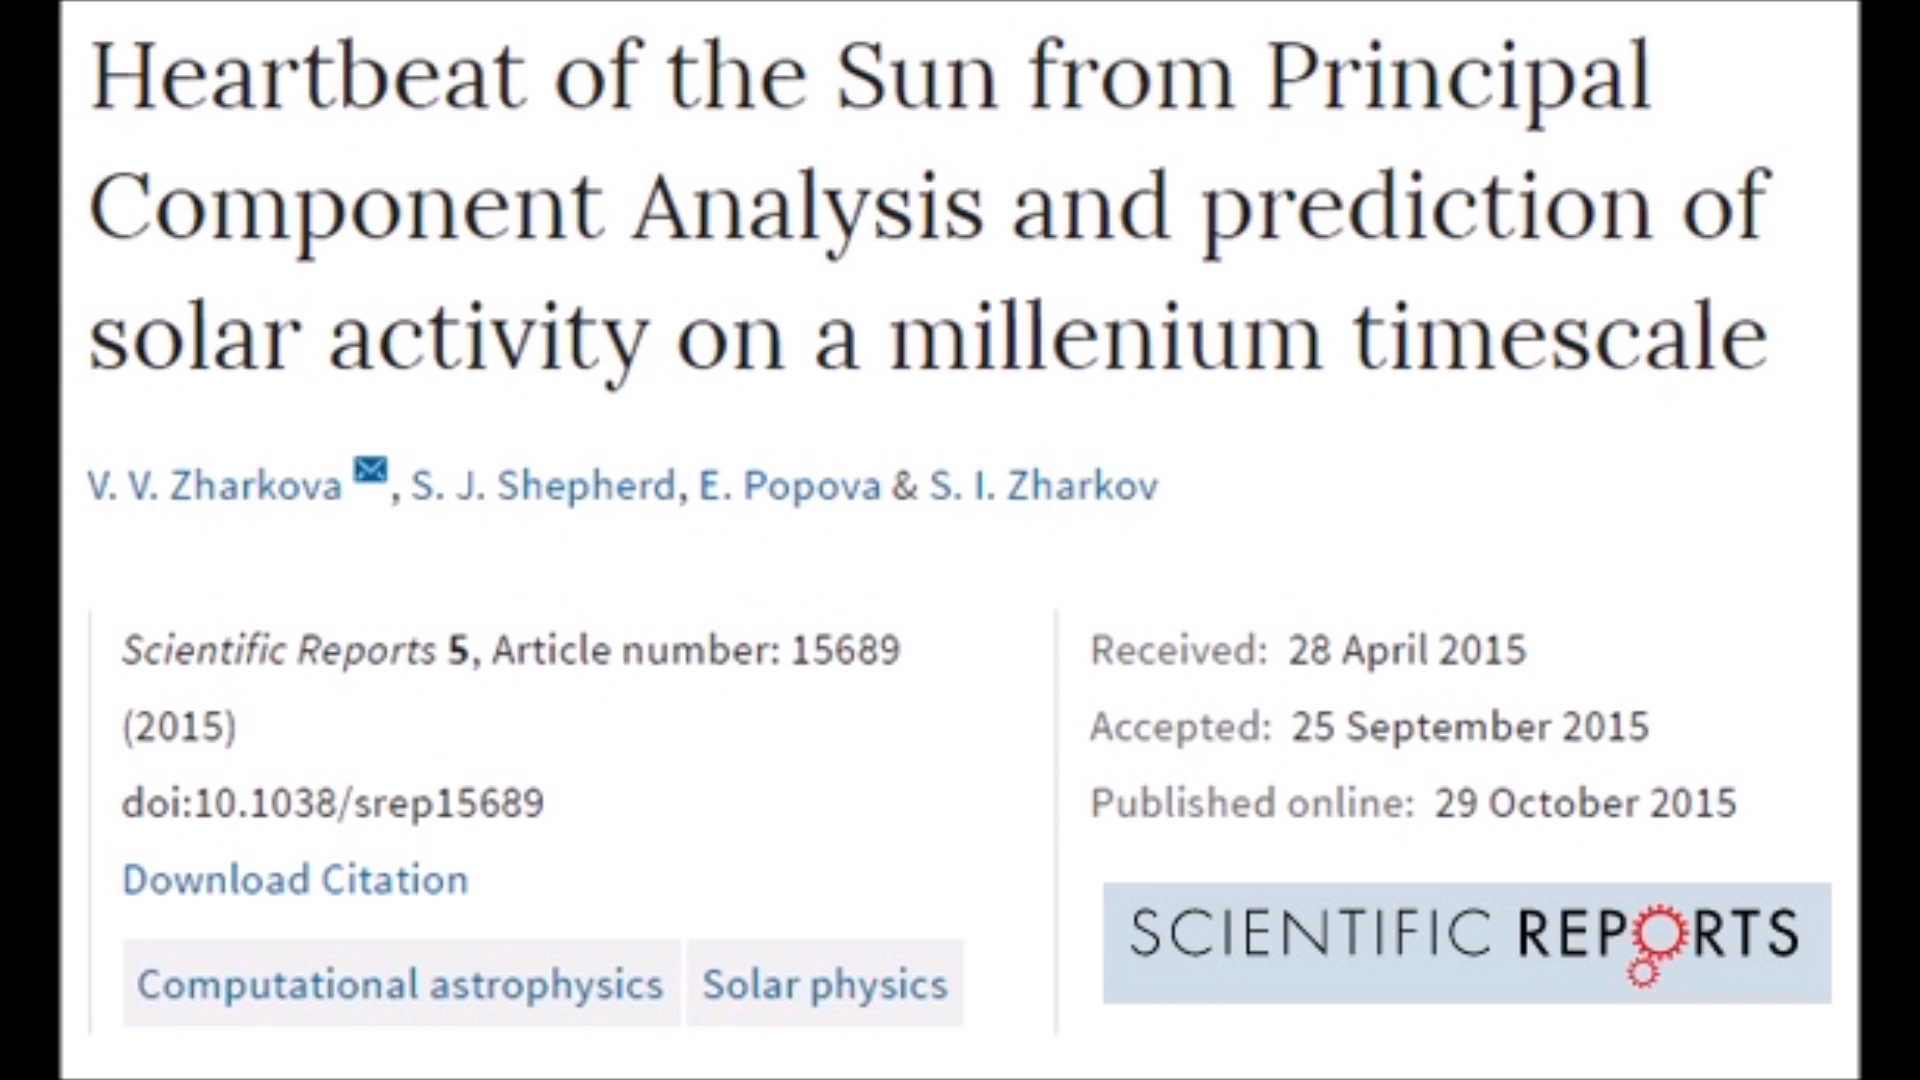 Heartbeat of the Sun from Principal
Component Analysis and prediction of
solar activity on a millenium timescale
V. V. Zharkova, S. J. Shepherd, E. Popova & S. I. Zharkov
Scientific Reports 5, Article number: 15689
(2015)
doi:10.1038/srep15689
Download Citation
Computational astrophysics
Solar physics
Received: 28 April 2015
Accepted: 25 September 2015
Published online: 29 October 2015
SCIENTIFIC REPORTS